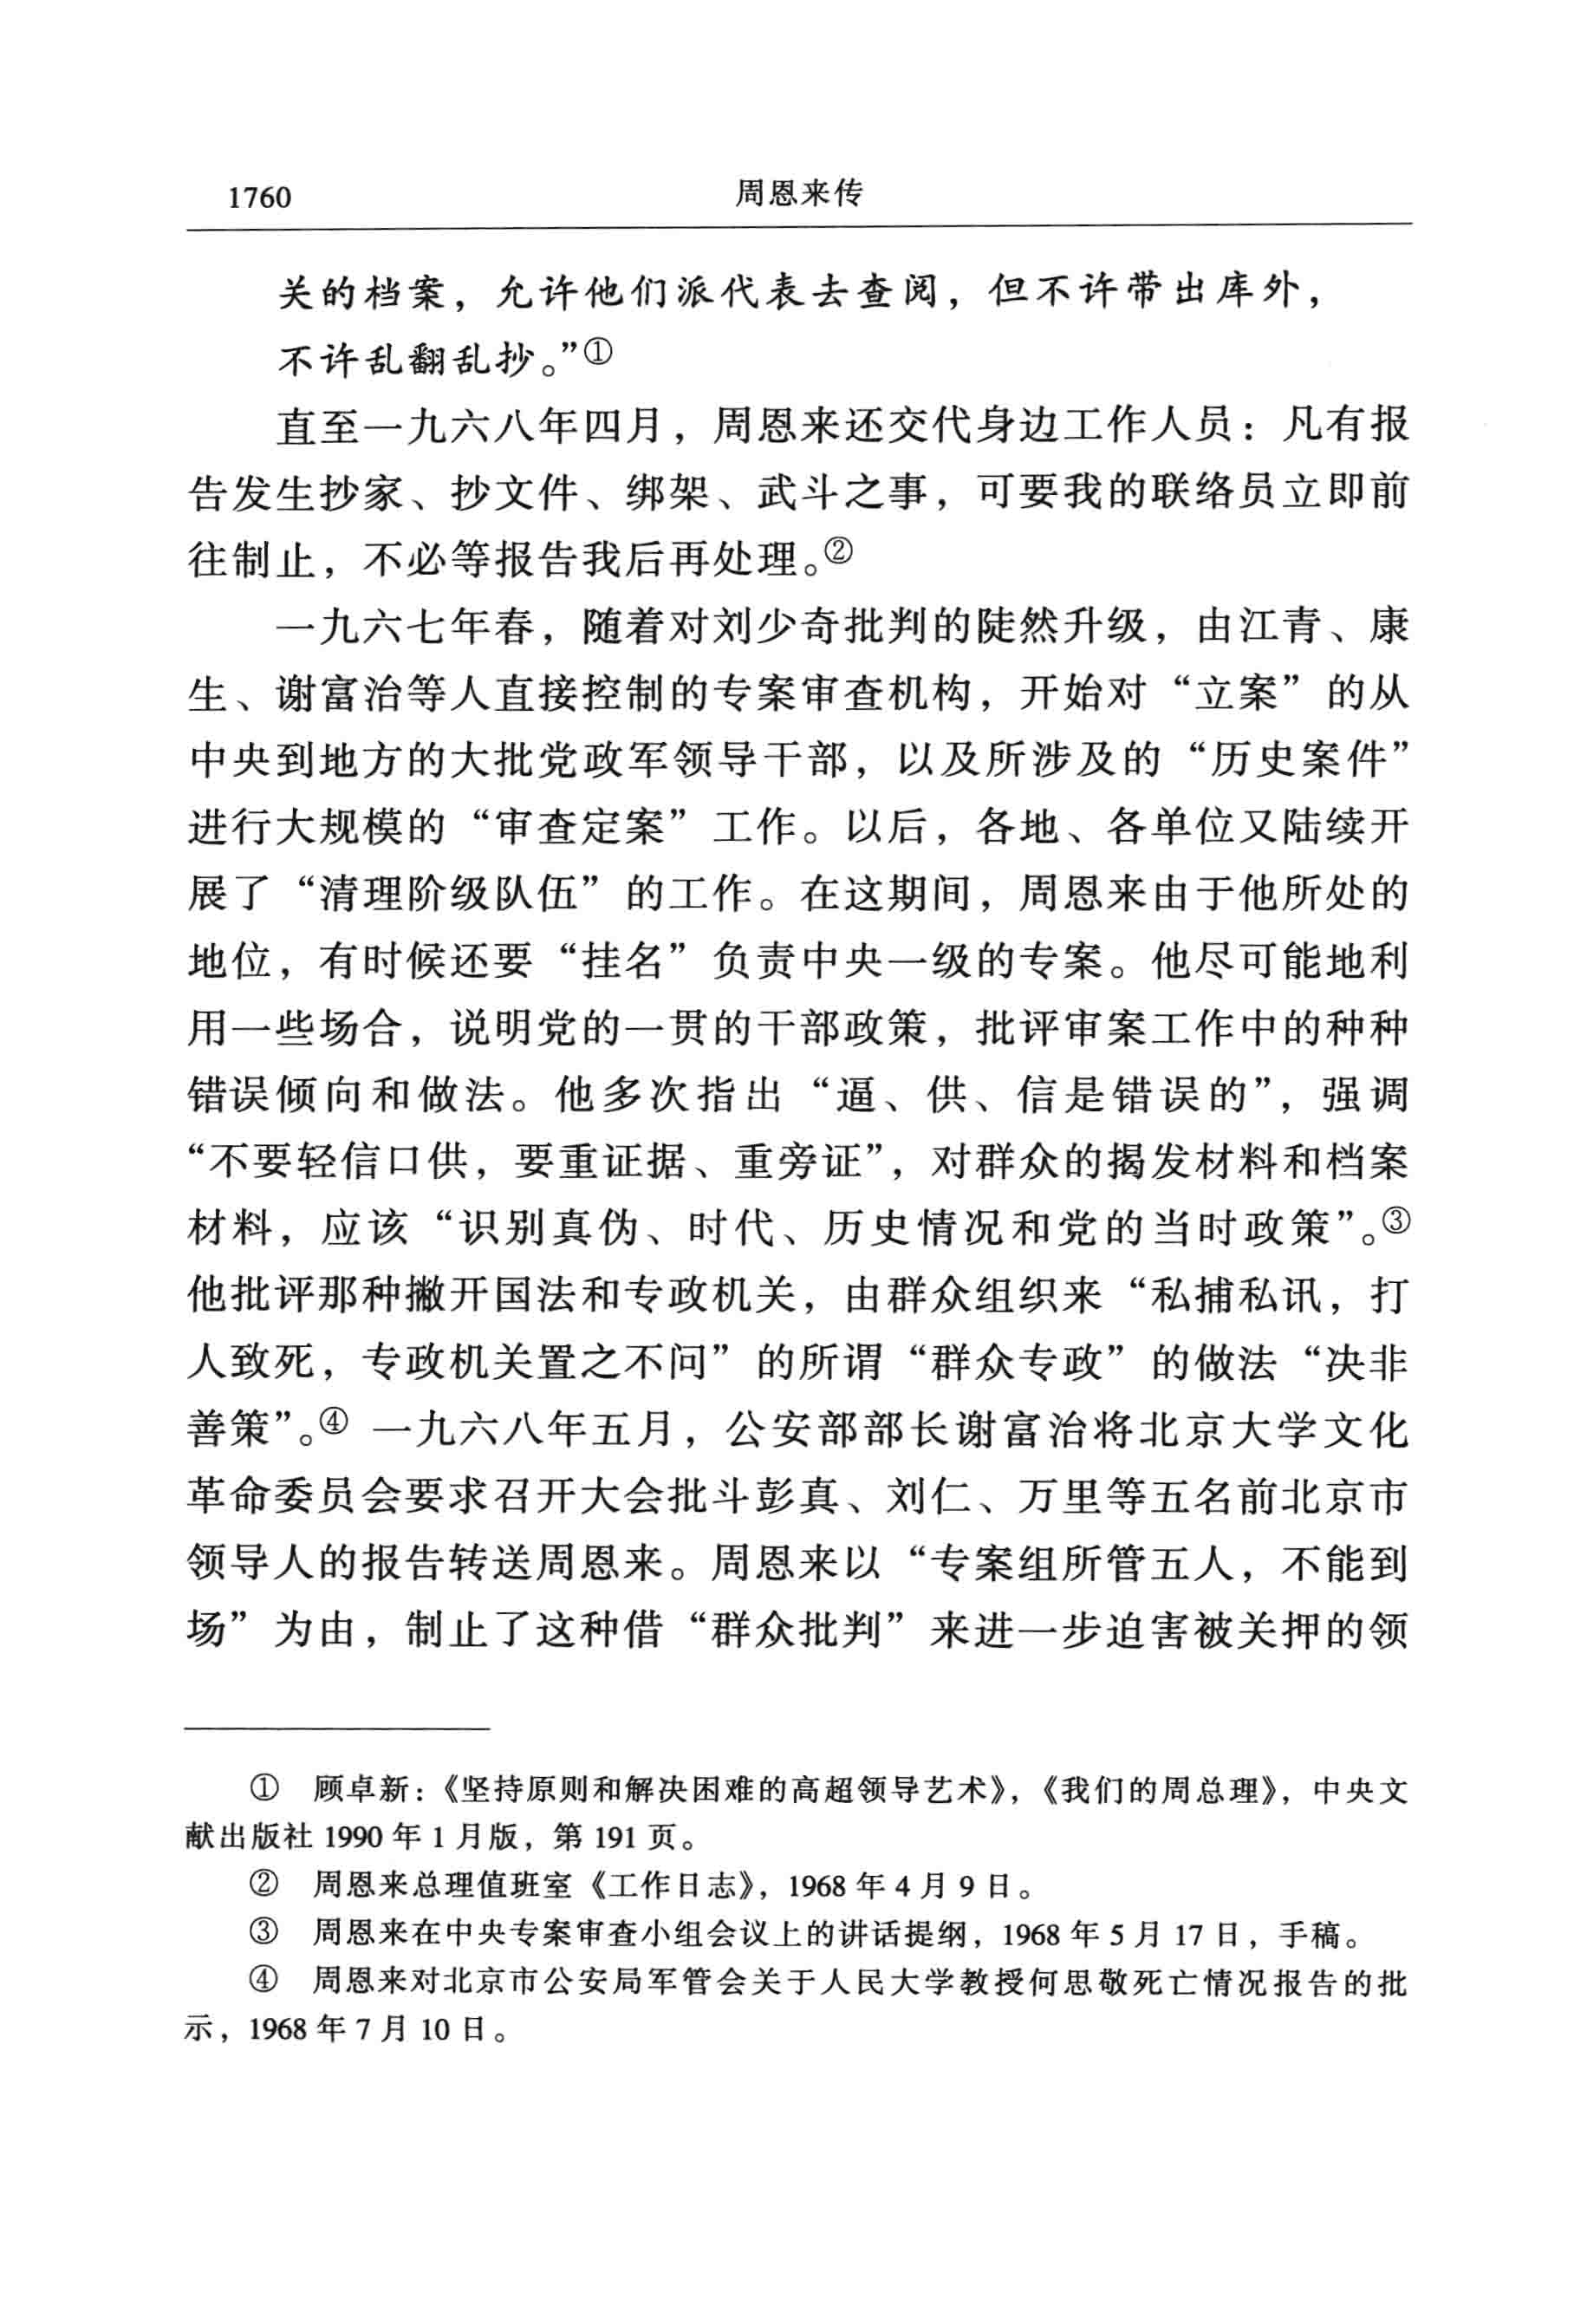 1760
周恩来传
关的档案，允许他们派代表去查阅，但不许带出库外，
不许乱翻乱抄。”①
直至一九六八年四月，周恩来还交代身边工作人员：凡有报
告发生抄家、抄文件、绑架、武斗之事，可要我的联络员立即前
往制止，不必等报告我后再处理。②
一九六七年春，随着对刘少奇批判的陡然升级，由江青、康
生、谢富治等人直接控制的专案审查机构，开始对“立案”的从
中央到地方的大批党政军领导干部，以及所涉及的“历史案件”
进行大规模的“审查定案”工作。以后，各地、各单位又陆续开
展了“清理阶级队伍”的工作。在这期间，周恩来由于他所处的
地位，有时候还要“挂名”负责中央一级的专案。他尽可能地利
用一些场合，说明党的一贯的干部政策，批评审案工作中的种种
错误倾向和做法。他多次指出“逼、供、信是错误的”，强调
“不要轻信口供，要重证据、重旁证”，对群众的揭发材料和档案
材料，应该“识别真伪、时代、历史情况和党的当时政策”。③
他批评那种撇开国法和专政机关，由群众组织来“私捕私讯，打
人致死，专政机关置之不问”的所谓“群众专政”的做法“决非
善策”。④ 一九六八年五月，公安部部长谢富治将北京大学文化
革命委员会要求召开大会批斗彭真、刘仁、万里等五名前北京市
领导人的报告转送周恩来。周恩来以“专案组所管五人，不能到
场”为由，制止了这种借“群众批判”来进一步迫害被关押的领
① 顾卓新：《坚持原则和解决困难的高超领导艺术》，《我们的周总理》，中央文
献出版社 1990 年 1 月版，第 191 页。
② 周恩来总理值班室《工作日志》，1968 年 4 月 9 日。
③ 周恩来在中央专案审查小组会议上的讲话提纲，1968 年 5 月 17 日，手稿。
④ 周恩来对北京市公安局军管会关于人民大学教授何思敬死亡情况报告的批
示，1968 年 7 月 10 日。